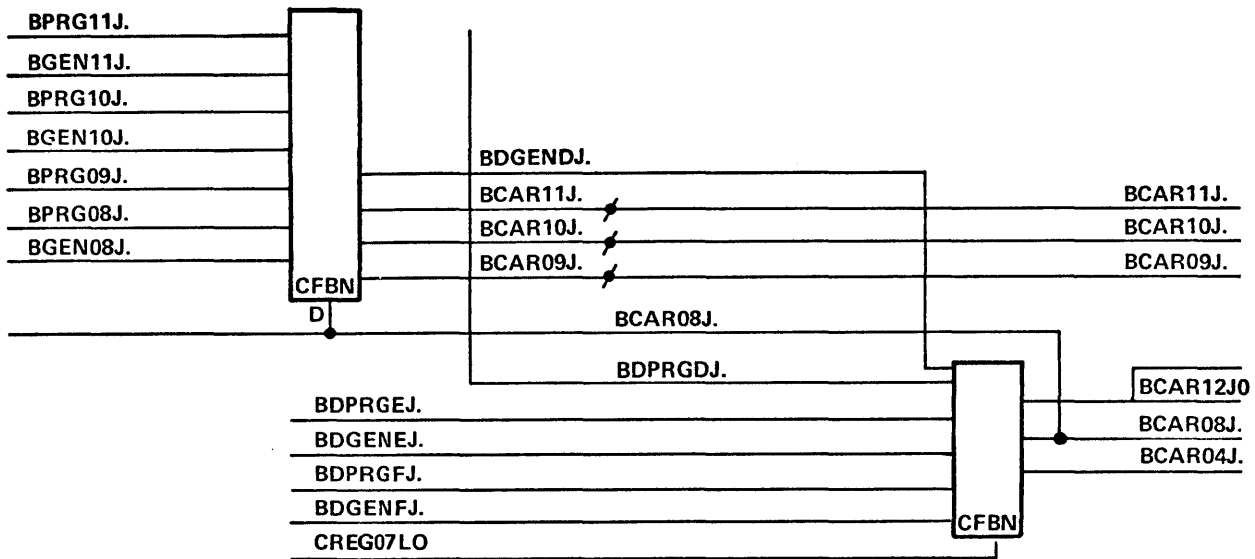 BPRG11J.
BGEN11J.
BPRG10J.
BGEN10J.
BPRG09J.
BPRG08J.
BGEN08J.
CFBN
D
BDGENDJ.
BCAR11J.
BCAR11J.
BCAR10J.
BCAR10J.
BCAR09J.
BCAR09J.
BCAR08J.
BDPRGDJ.
BDPRGEJ.
BDGENEJ.
BDPRGFJ.
BDGENFJ.
CREG07LO
CFBN
BCAR12J0
BCAR08J.
BCAR04J.